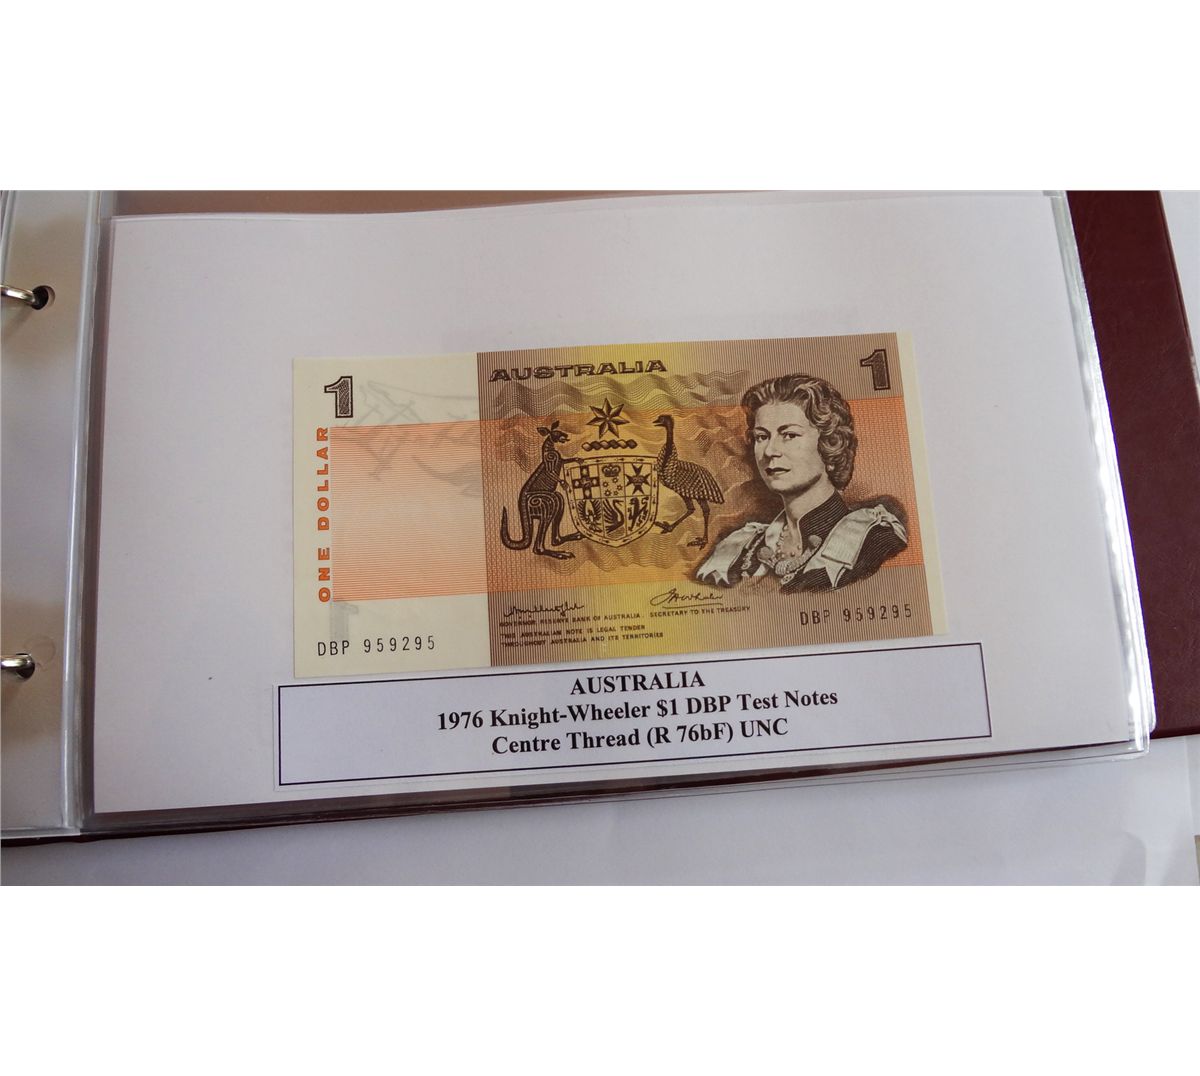 1
AUSTRALIA
1
ONE DOLLAR
GOVERNOR, RESERVE BANK OF AUSTRALIA. SECRETARY TO THE TREASURY
THIS AUSTRALIAN NOTE IS LEGAL TENDER
THROUGHOUT AUSTRALIA AND ITS TERRITORIES
DBP 959295
DBP 959295
AUSTRALIA
1976 Knight-Wheeler $1 DBP Test Notes
Centre Thread (R 76bF) UNC